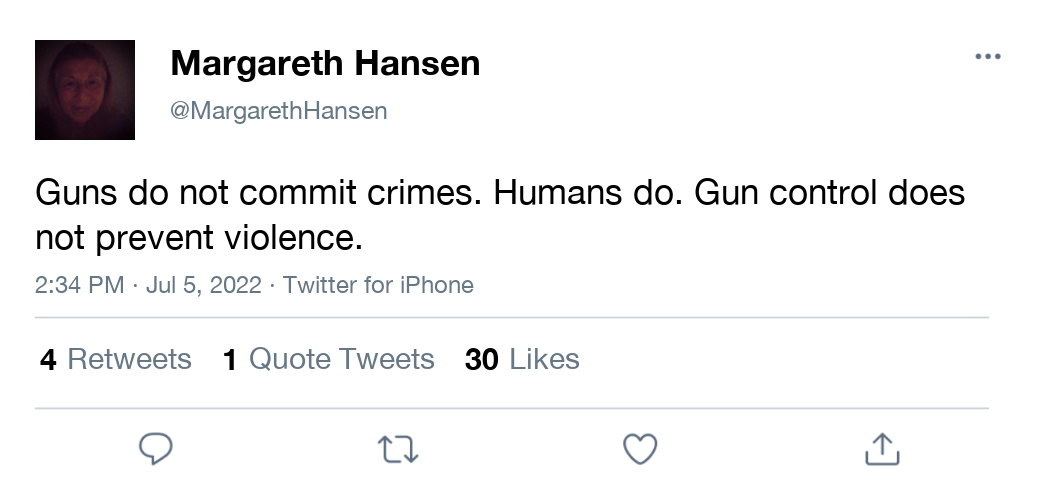 Margareth Hansen
@MargarethHansen
Guns do not commit crimes. Humans do. Gun control does
not prevent violence.
2:34 PM · Jul 5, 2022 · Twitter for iPhone
4 Retweets 1 Quote Tweets 30 Likes